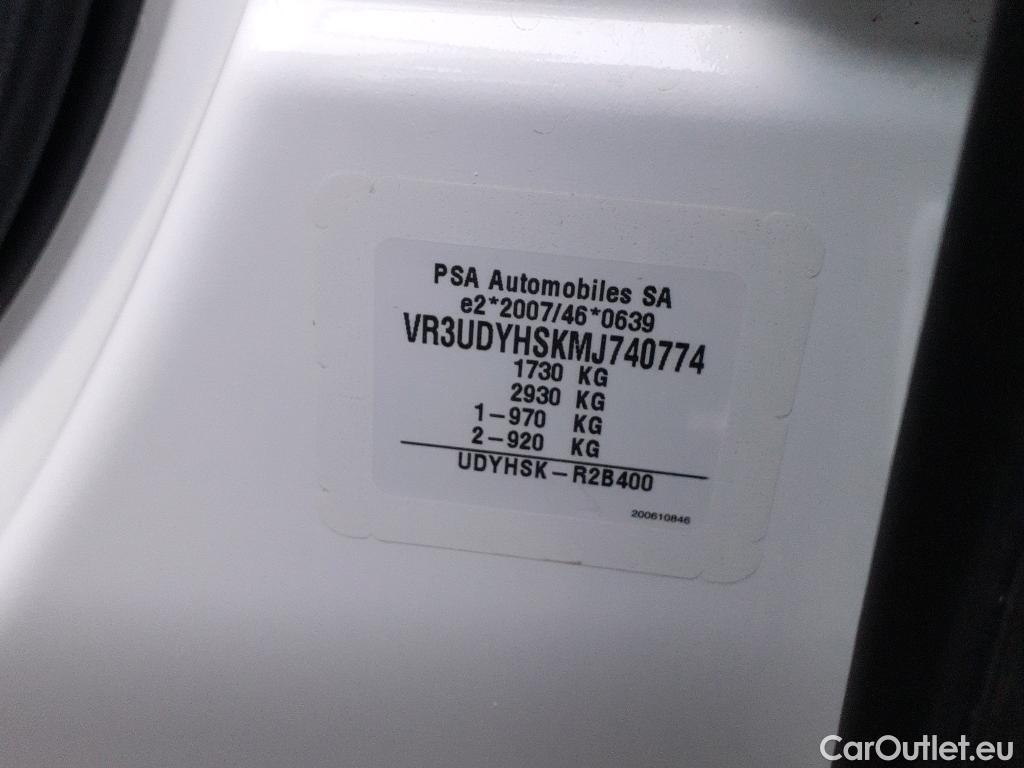 PSA Automobiles SA
e2*2007/46*0639
VR3UDYHSKMJ740774
1730 KG
2930 KG
1-970 KG
2-920 KG
UDYHSK-R2B400
200610846
CarOutlet.eu